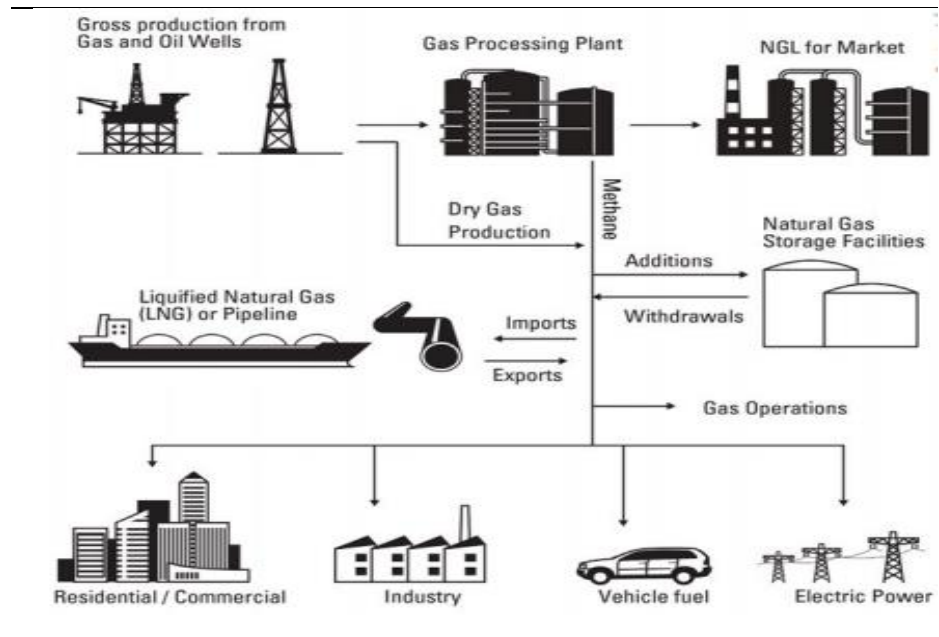 Gross production from
Gas and Oil Wells
Gas Processing Plant
NGL for Market
Methane
Dry Gas
Production
Natural Gas
Storage Facilities
Additions
Withdrawals
Liquified Natural Gas
(LNG) or Pipeline
Imports
Exports
Gas Operations
Residential / Commercial
Industry
Vehicle fuel
Electric Power